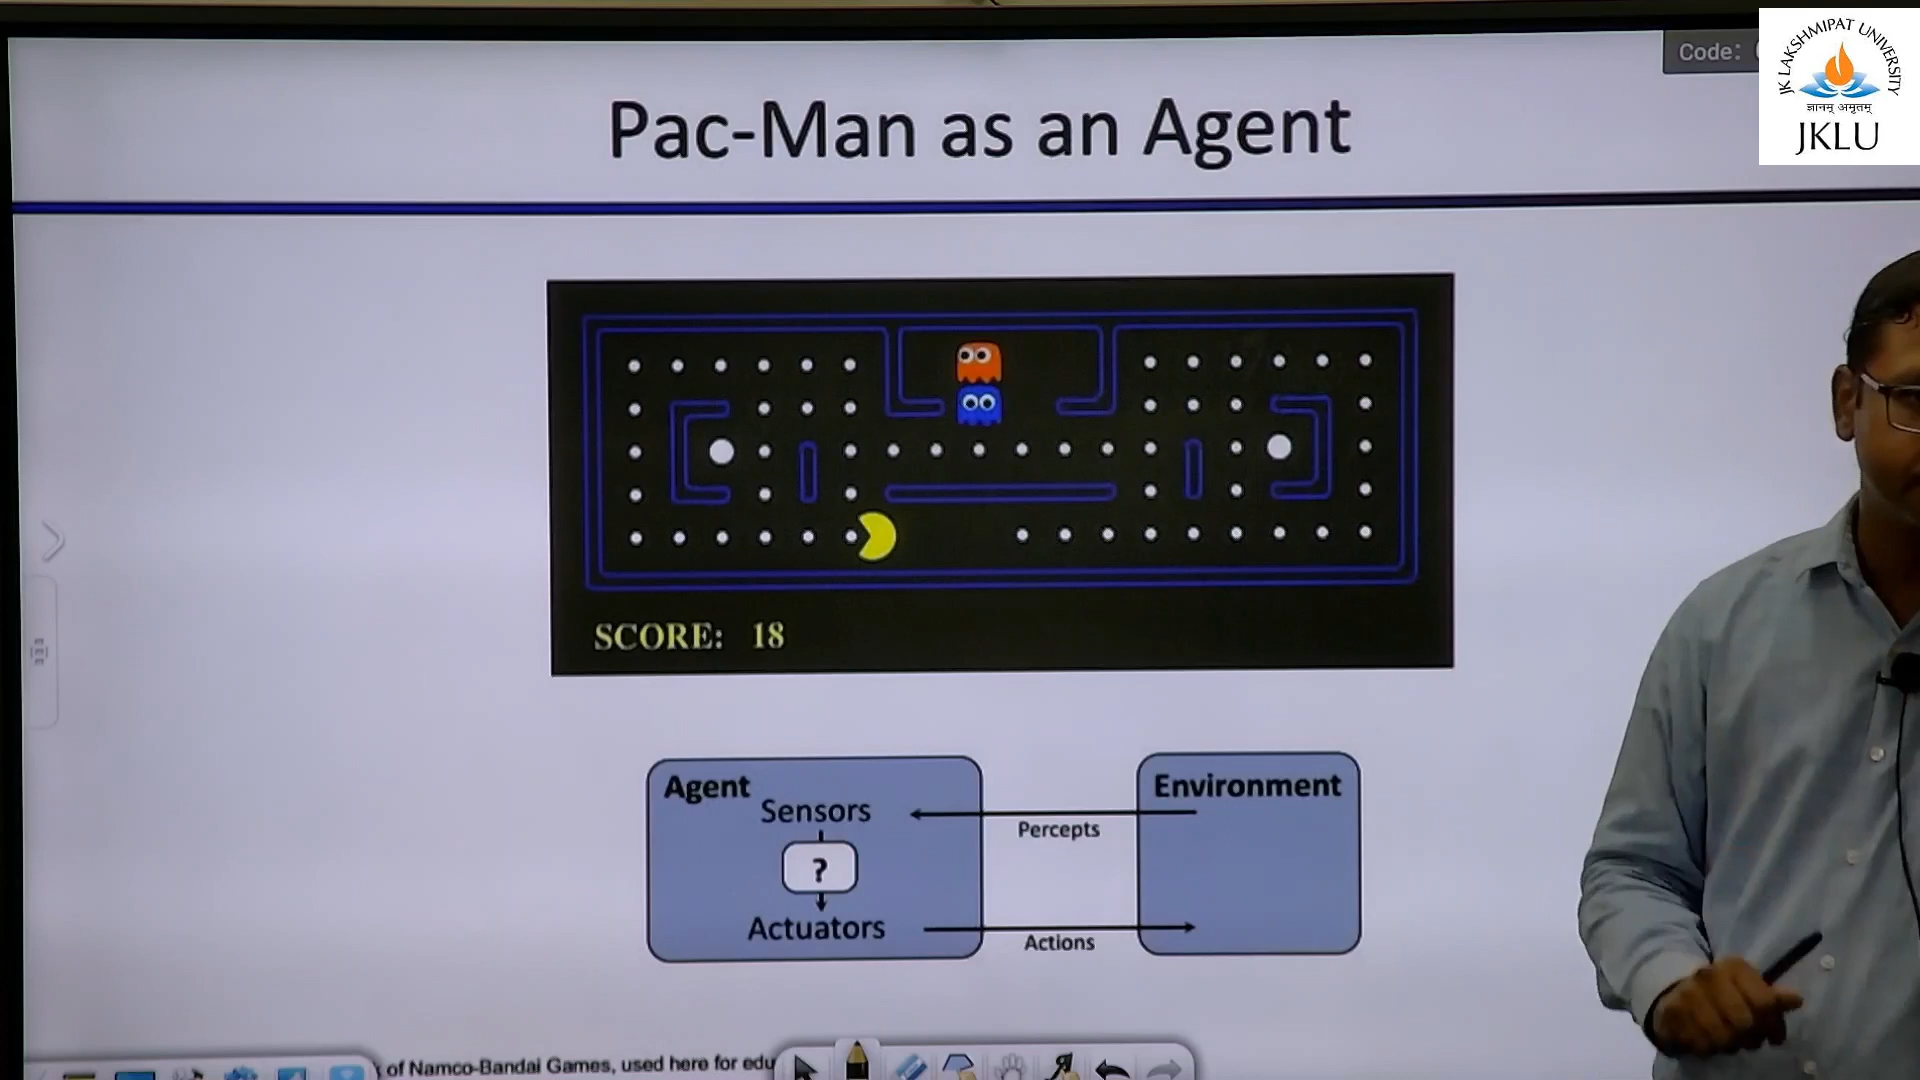 Code:
JK LAKSHMIPAT UNIVERSITY
ज्ञानम् अमृतम्
JKLU
Pac-Man as an Agent
SCORE: 18
Agent
Sensors
?
Actuators
Percepts
Actions
Environment
of Namco-Bandai Games, used here for edu